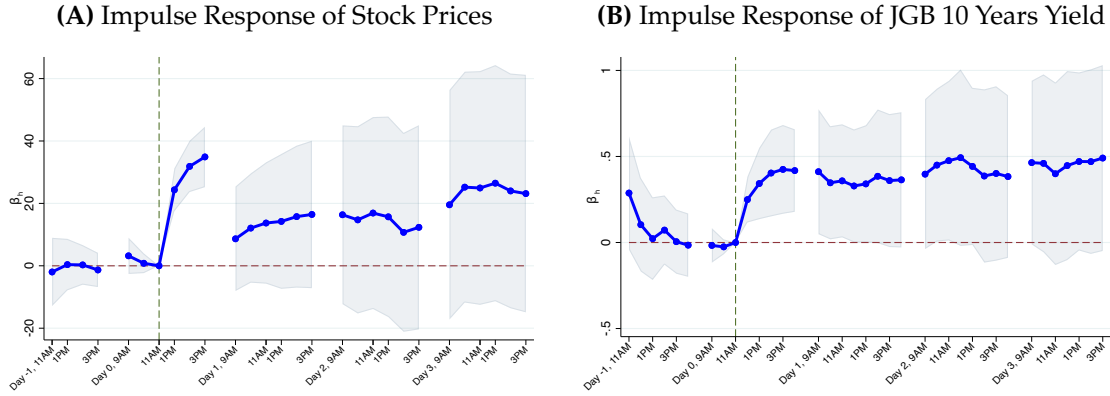 (A) Impulse Response of Stock Prices
60
40
20
0
-20
βh
Day -1, 11AM
1PM
3PM
Day 0, 9AM
11AM
1PM
3PM
Day 1, 9AM
11AM
1PM
3PM
Day 2, 9AM
11AM
1PM
3PM
Day 3, 9AM
11AM
1PM
3PM
(B) Impulse Response of JGB 10 Years Yield
1
.5
0
-.5
βh
Day -1, 11AM
1PM
3PM
Day 0, 9AM
11AM
1PM
3PM
Day 1, 9AM
11AM
1PM
3PM
Day 2, 9AM
11AM
1PM
3PM
Day 3, 9AM
11AM
1PM
3PM